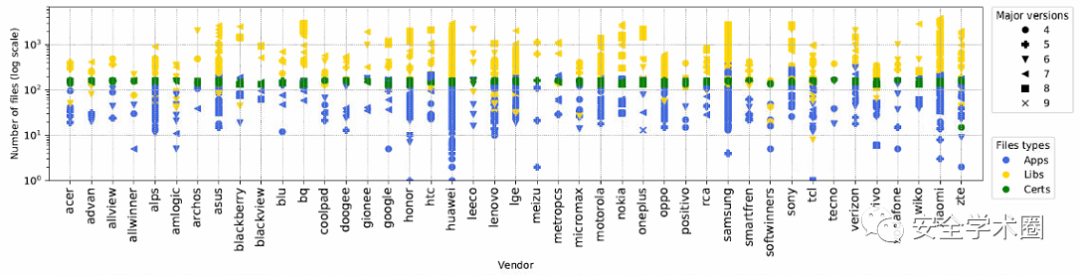 Number of files (log scale)
10³
10²
10¹
10⁰
acer
advan
allview
allwinner
alps
amlogic
archos
asus
blackberry
blackview
blu
bq
coolpad
doogee
gionee
google
honor
htc
huawei
leeco
lenovo
lge
meizu
metropcs
micromax
motorola
nokia
oneplus
oppo
positivo
rca
samsung
smartfren
softwinners
sony
tcl
tecno
verizon
wiko
zte
Vendor
Major versions
4
5
6
7
8
9
Files types
Apps
Libs
Certs
安全学术圈